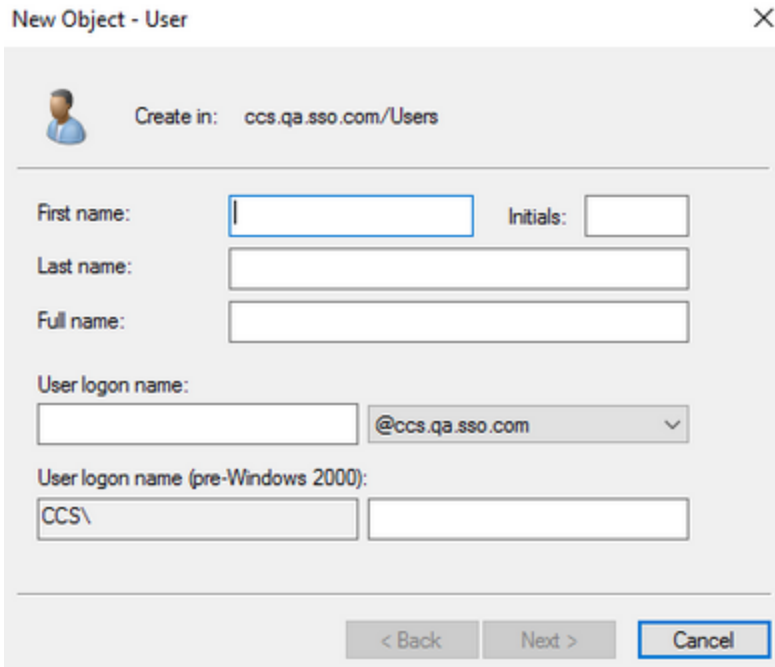 New Object - User
Create in: ccs.qa.sso.com/Users
First name: Initials:
Last name:
Full name:
User logon name:
@ccs.qa.sso.com
User logon name (pre-Windows 2000):
CCS\
< Back Next > Cancel